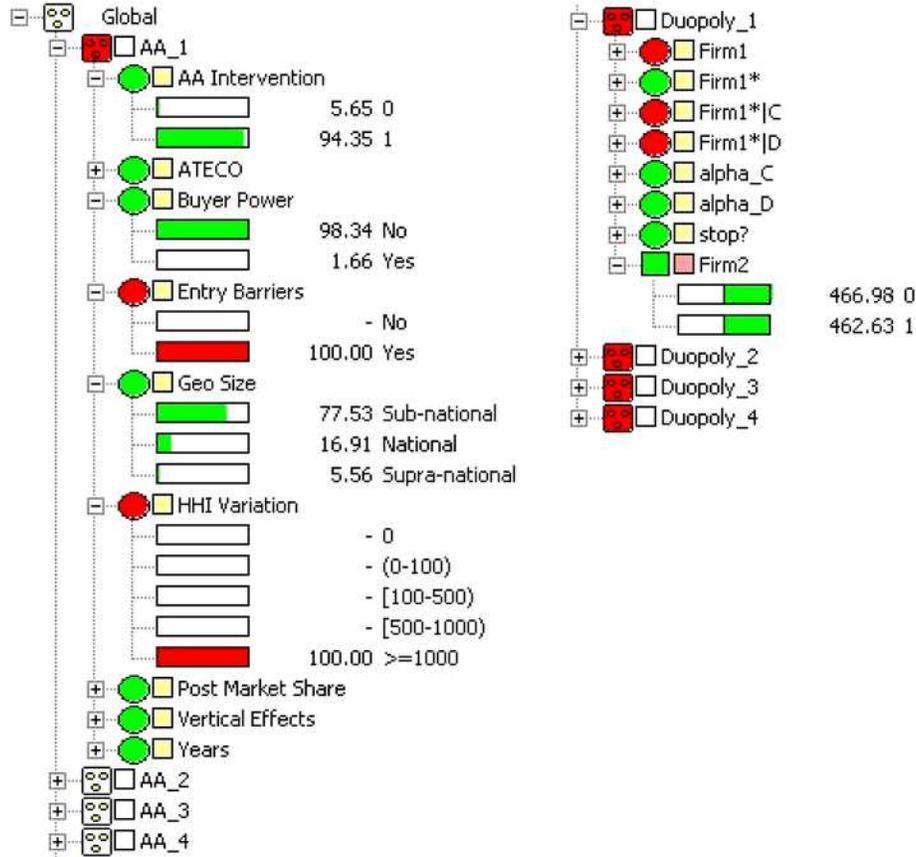 Global
AA_1
AA Intervention
5.65 0
94.35 1
ATECO
Buyer Power
98.34 No
1.66 Yes
Entry Barriers
- No
100.00 Yes
Geo Size
77.53 Sub-national
16.91 National
5.56 Supra-national
HHI Variation
- 0
- (0-100)
- [100-500)
- [500-1000)
100.00 >=1000
Post Market Share
Vertical Effects
Years
AA_2
AA_3
AA_4
Duopoly_1
Firm1
Firm1*
Firm1*|C
Firm1*|D
alpha_C
alpha_D
stop?
Firm2
466.98 0
462.63 1
Duopoly_2
Duopoly_3
Duopoly_4